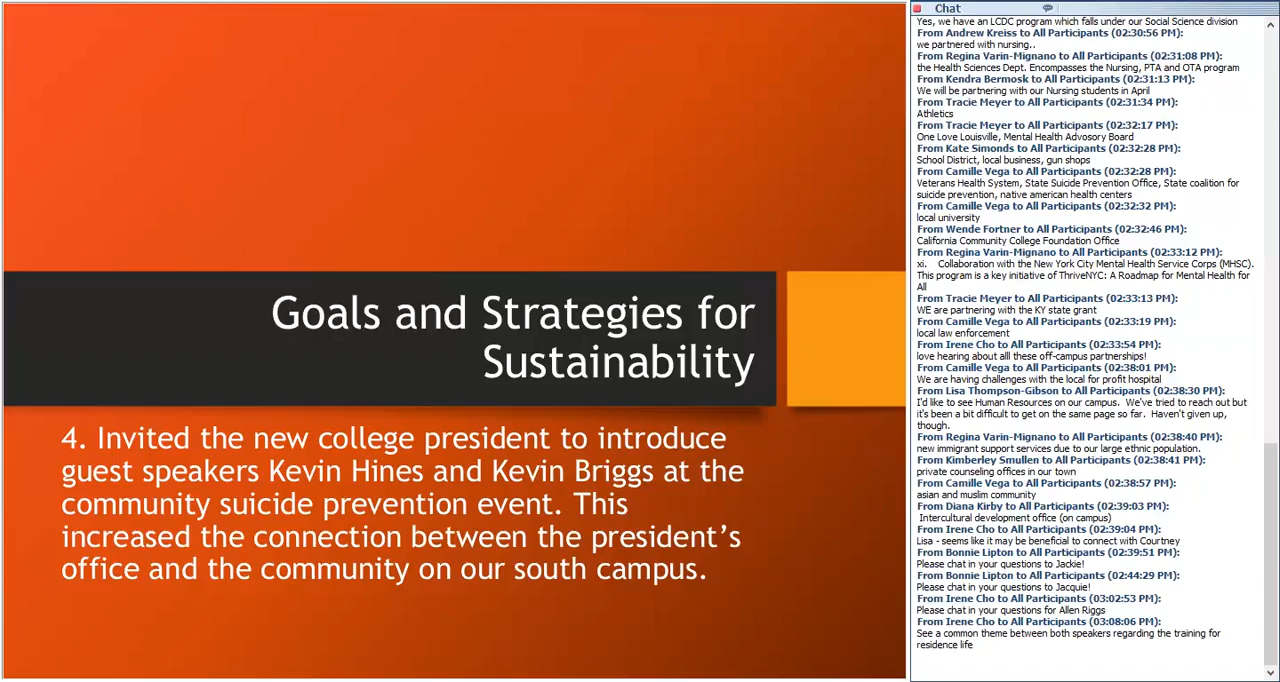 Goals and Strategies for
Sustainability
4. Invited the new college president to introduce
guest speakers Kevin Hines and Kevin Briggs at the
community suicide prevention event. This
increased the connection between the president’s
office and the community on our south campus.
Chat
Yes, we have an LCDC program which falls under our Social Science division
From Andrew Kreiss to All Participants (02:30:56 PM):
we partnered with nursing..
From Regina Varin-Mignano to All Participants (02:31:08 PM):
the Health Sciences Dept. Encompasses the Nursing, PTA and OTA program
From Kendra Bermosk to All Participants (02:31:13 PM):
We will be partnering with our Nursing students in April
From Tracie Meyer to All Participants (02:31:34 PM):
Athletics
From Tracie Meyer to All Participants (02:32:17 PM):
One Love Louisville, Mental Health Advosory Board
From Kate Simonds to All Participants (02:32:28 PM):
School District, local business, gun shops
From Camille Vega to All Participants (02:32:28 PM):
Veterans Health System, State Suicide Prevention Office, State coalition for
suicide prevention, native american health centers
From Camille Vega to All Participants (02:32:32 PM):
local university
From Wende Fortner to All Participants (02:32:46 PM):
California Community College Foundation Office
From Regina Varin-Mignano to All Participants (02:33:12 PM):
xi. Collaboration with the New York City Mental Health Service Corps (MHSC).
This program is a key initiative of ThriveNYC: A Roadmap for Mental Health for
All
From Tracie Meyer to All Participants (02:33:13 PM):
WE are partnering with the KY state grant
From Camille Vega to All Participants (02:33:19 PM):
local law enforcement
From Irene Cho to All Participants (02:33:54 PM):
love hearing about alll these off-campus partnerships!
From Camille Vega to All Participants (02:38:01 PM):
We are having challenges with the local for profit hospital
From Lisa Thompson-Gibson to All Participants (02:38:30 PM):
I'd like to see Human Resources on our campus. We've tried to reach out but
it's been a bit difficult to get on the same page so far. Haven't given up,
though.
From Regina Varin-Mignano to All Participants (02:38:40 PM):
new immigrant support services due to our large ethnic population.
From Kimberley Smullen to All Participants (02:38:41 PM):
private counseling offices in our town
From Camille Vega to All Participants (02:38:57 PM):
asian and muslim community
From Diana Kirby to All Participants (02:39:03 PM):
Intercultural development office (on campus)
From Irene Cho to All Participants (02:39:04 PM):
Lisa - seems like it may be beneficial to connect with Courtney
From Bonnie Lipton to All Participants (02:39:51 PM):
Please chat in your questions to Jackie!
From Bonnie Lipton to All Participants (02:44:29 PM):
Please chat in your questions to Jacquie!
From Irene Cho to All Participants (03:02:53 PM):
Please chat in your questions for Allen Riggs
From Irene Cho to All Participants (03:08:06 PM):
See a common theme between both speakers regarding the training for
residence life